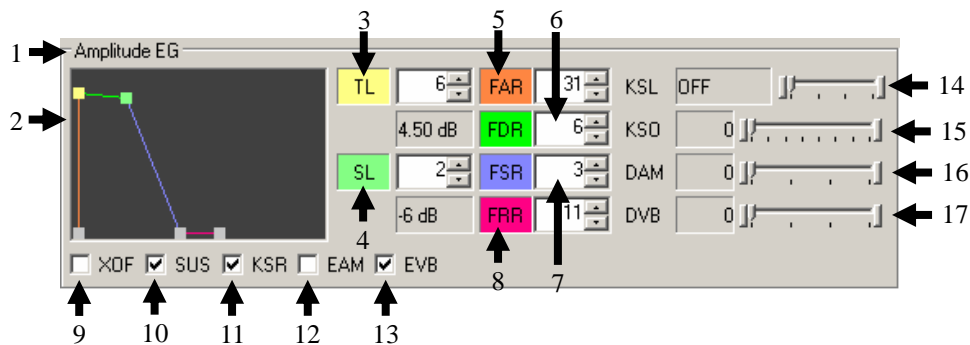 3 5 6
1 Amplitude EG
TL 6 FAR 31 KSL OFF 14
2 4.50 dB FDR 6 KSO 0 15
SL 2 FSR 3 DAM 0 16
-6 dB FRR 11 DVB 0 17
4 7
XOF SUS KSR EAM EVB 8
9 10 11 12 13